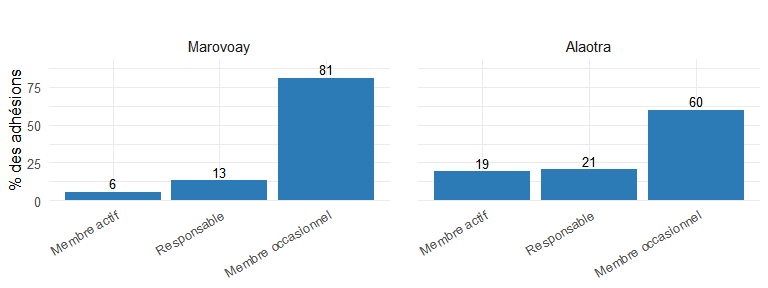 Marovoay
Alaotra
% des adhésions
75
50
25
0
6
13
81
19
21
60
Membre actif
Responsable
Membre occasionnel
Membre actif
Responsable
Membre occasionnel